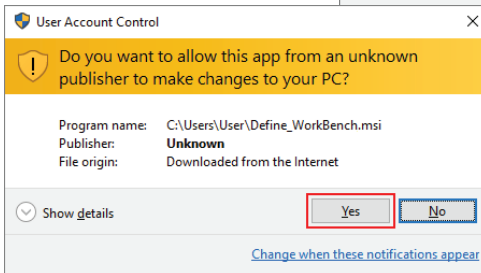 User Account Control
Do you want to allow this app from an unknown
publisher to make changes to your PC?
Program name: C:\Users\User\Define_WorkBench.msi
Publisher: Unknown
File origin: Downloaded from the Internet
Show details
Yes No
Change when these notifications appear